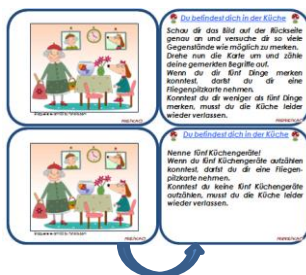 Du befindest dich in der Küche
Schau dir das Bild auf der Rückseite
genau an und versuche dir so viele
Gegenstände wie möglich zu merken.
Drehe nun die Karte um und zähle
deine gemerkten Begriffe auf.
Wenn du dir fünf Dinge merken
konntest, darfst du dir eine
Fliegenpilzkarte nehmen.
Konntest du dir weniger als fünf Dinge
merken, musst du die Küche leider
wieder verlassen.
Du befindest dich in der Küche
Nenne fünf Küchengeräte!
Wenn du fünf Küchengeräte aufzählen
konntest, darfst du dir eine Fliegen-
pilzkarte nehmen.
Konntest du keine fünf Küchengeräte
aufzählen, musst du die Küche leider
wieder verlassen.